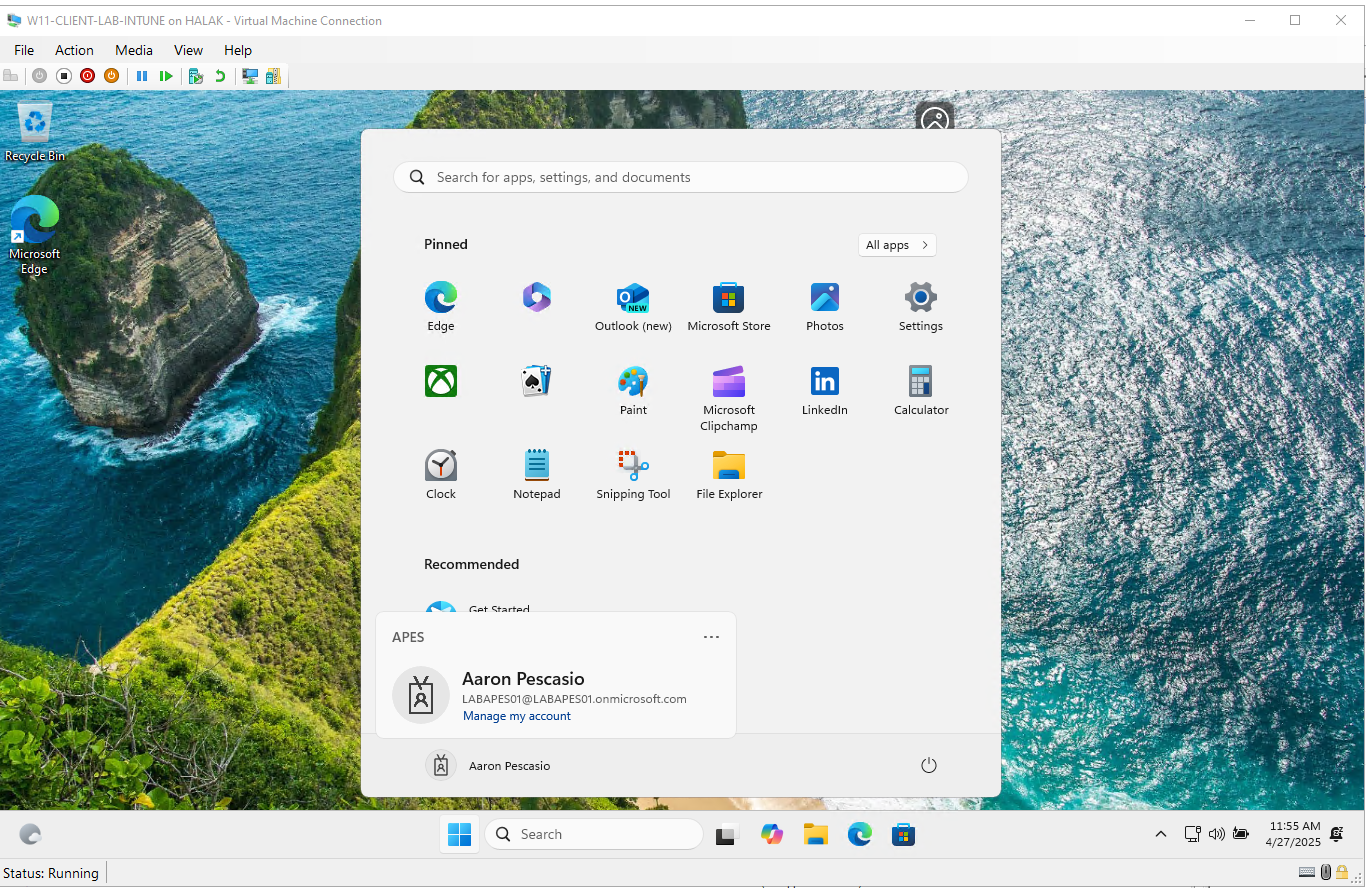 W11-CLIENT-LAB-INTUNE on HALAK - Virtual Machine Connection
File Action Media View Help
Recycle Bin
Microsoft
Edge
Search for apps, settings, and documents
Pinned
All apps
Edge
Outlook (new)
NEW
Microsoft Store
Photos
Settings
Paint
Microsoft
Clipchamp
LinkedIn
Calculator
Clock
Notepad
Snipping Tool
File Explorer
Recommended
Get Started
APES
Aaron Pescasio
LABAPES01@LABAPES01.onmicrosoft.com
Manage my account
Aaron Pescasio
Search
11:55 AM
4/27/2025
Status: Running